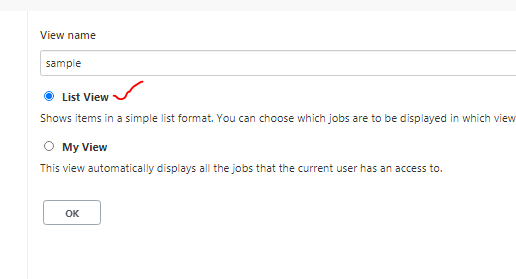 View name
sample
List View
Shows items in a simple list format. You can choose which jobs are to be displayed in which view
My View
This view automatically displays all the jobs that the current user has an access to.
OK